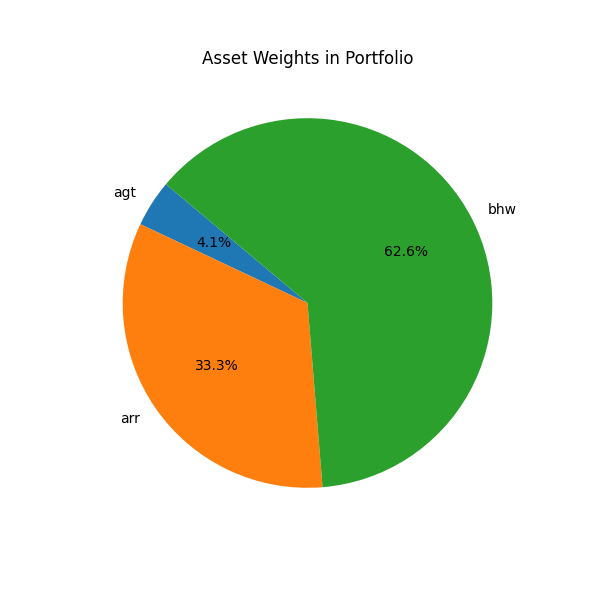 Asset Weights in Portfolio
agt
4.1%
bhw
62.6%
33.3%
arr